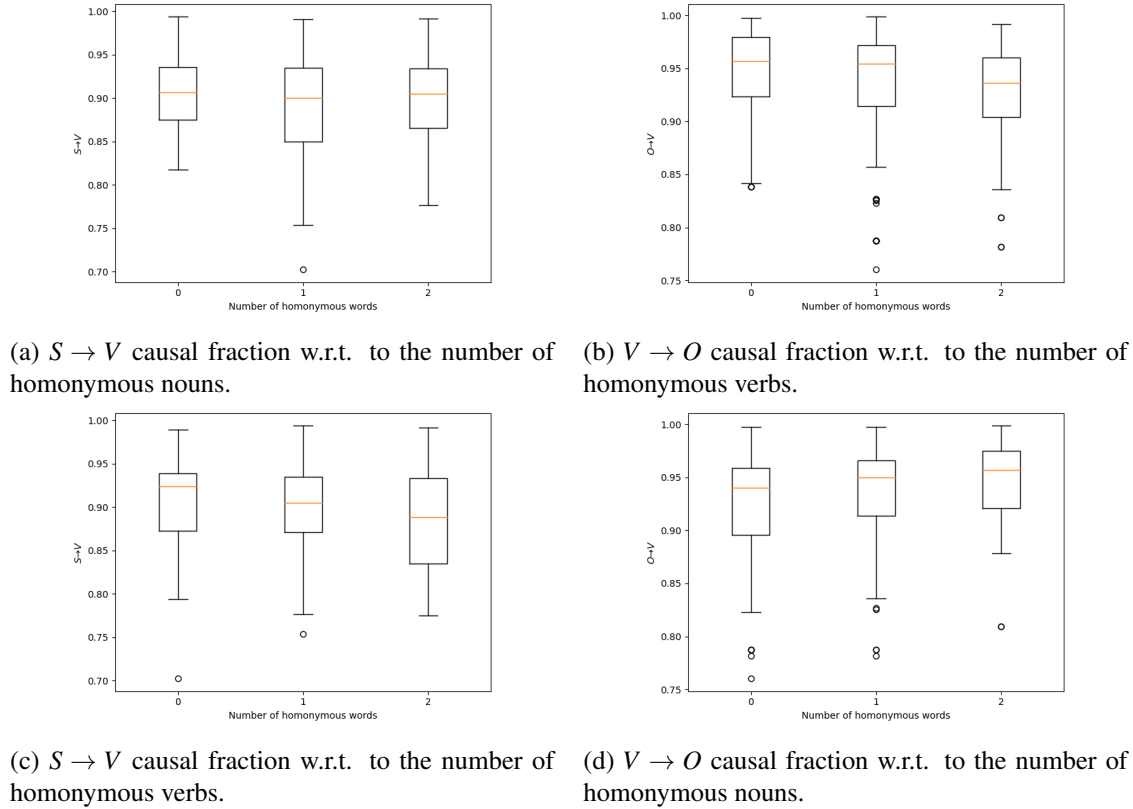 1.00
0.95
0.90
0.85
0.80
0.75
0.70
S→V
0 1 2
Number of homonymous words
1.00
0.95
0.90
0.85
0.80
0.75
O→V
0 1 2
Number of homonymous words
(a) S → V causal fraction w.r.t. to the number of
homonymous nouns.
(b) V → O causal fraction w.r.t. to the number of
homonymous verbs.
1.00
0.95
0.90
0.85
0.80
0.75
0.70
S→V
0 1 2
Number of homonymous words
1.00
0.95
0.90
0.85
0.80
0.75
O→V
0 1 2
Number of homonymous words
(c) S → V causal fraction w.r.t. to the number of
homonymous verbs.
(d) V → O causal fraction w.r.t. to the number of
homonymous nouns.